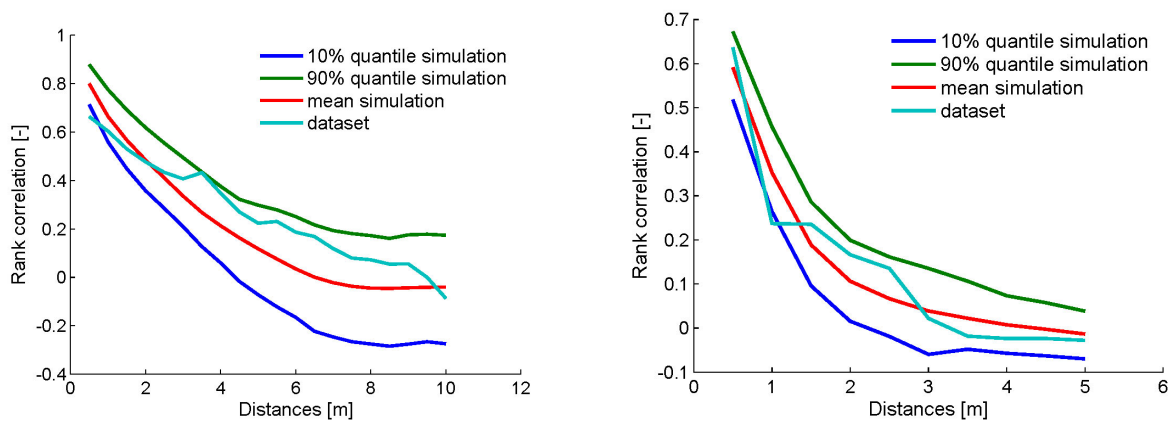 1
0.8
0.6
0.4
0.2
0
-0.2
-0.4
Rank correlation [-]
0 2 4 6 8 10 12
Distances [m]
10% quantile simulation
90% quantile simulation
mean simulation
dataset
0.7
0.6
0.5
0.4
0.3
0.2
0.1
0
-0.1
Rank correlation [-]
0 1 2 3 4 5 6
Distances [m]
10% quantile simulation
90% quantile simulation
mean simulation
dataset